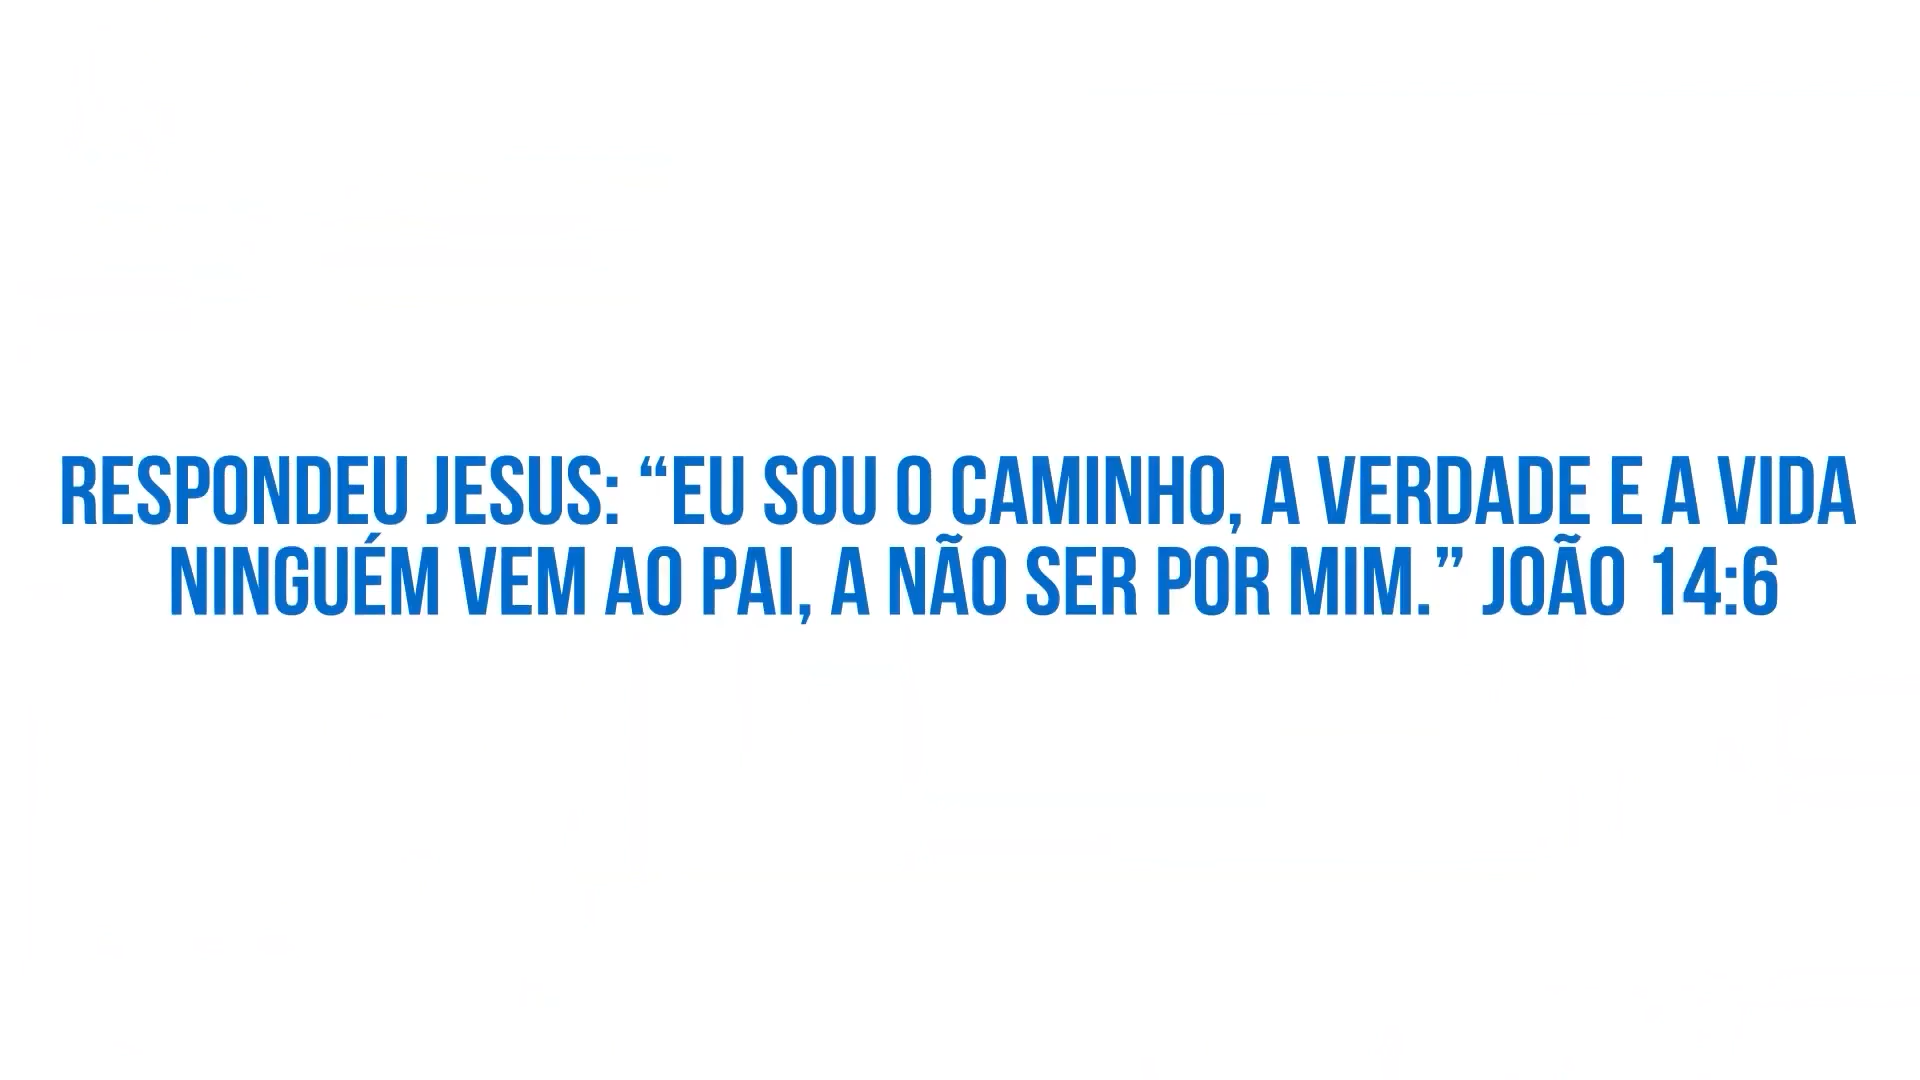 RESPONDEU JESUS: “EU SOU O CAMINHO, A VERDADE E A VIDA
NINGUÉM VEM AO PAI, A NÃO SER POR MIM.” JOÃO 14:6